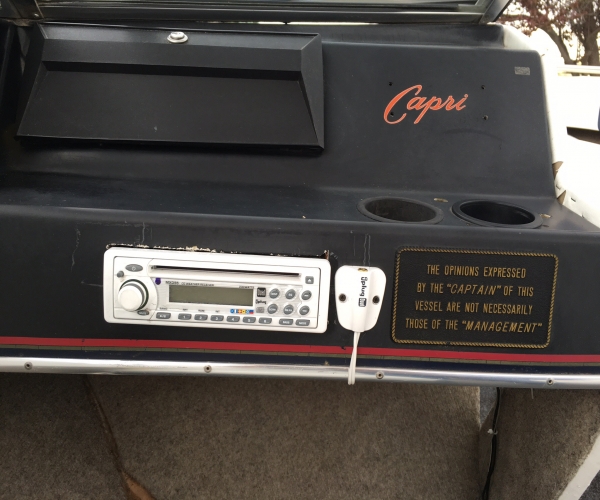 Capri
THE OPINIONS EXPRESSED
BY THE "CAPTAIN" OF THIS
VESSEL ARE NOT NECESSARILY
THOSE OF THE "MANAGEMENT"